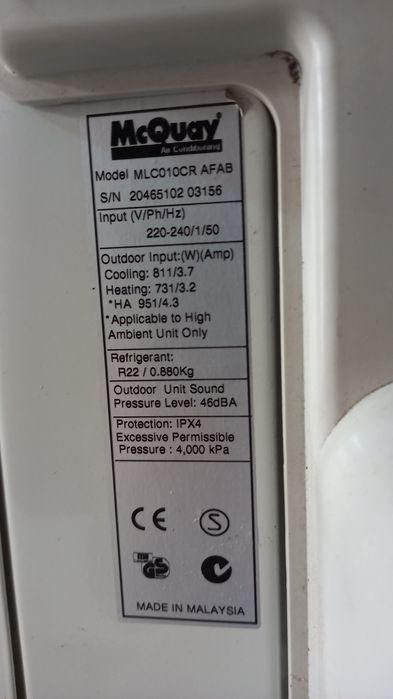 McQuay
Air Conditioning
Model MLC010CR AFAB
S/N 20465102 03156
Input (V/Ph/Hz)
220-240/1/50
Outdoor Input:(W)(Amp)
Cooling: 811/3.7
Heating: 731/3.2
*HA 951/4.3
*Applicable to High
Ambient Unit Only
Refrigerant:
R22 / 0.880Kg
Outdoor Unit Sound
Pressure Level: 46dBA
Protection: IPX4
Excessive Permissible
Pressure : 4,000 kPa
CE S
GS
MADE IN MALAYSIA